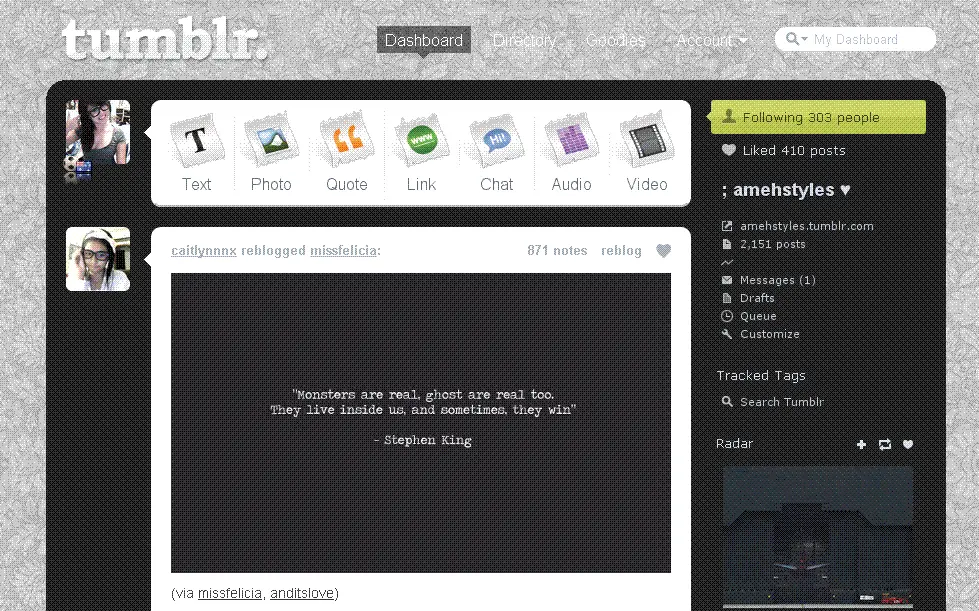 tumblr.
Dashboard Directory Goodies Account My Dashboard
T www Hi!
Text Photo Quote Link Chat Audio Video
Following 303 people
Liked 410 posts
; amehstyles ♥
amehstyles.tumblr.com
2,151 posts
Messages (1)
Drafts
Queue
Customize
Tracked Tags
Search Tumblr
Radar
caitlynnnx reblogged missfelicia: 871 notes reblog
"Monsters are real, ghost are real too.
They live inside us, and sometimes, they win"
- Stephen King
(via missfelicia, anditslove)